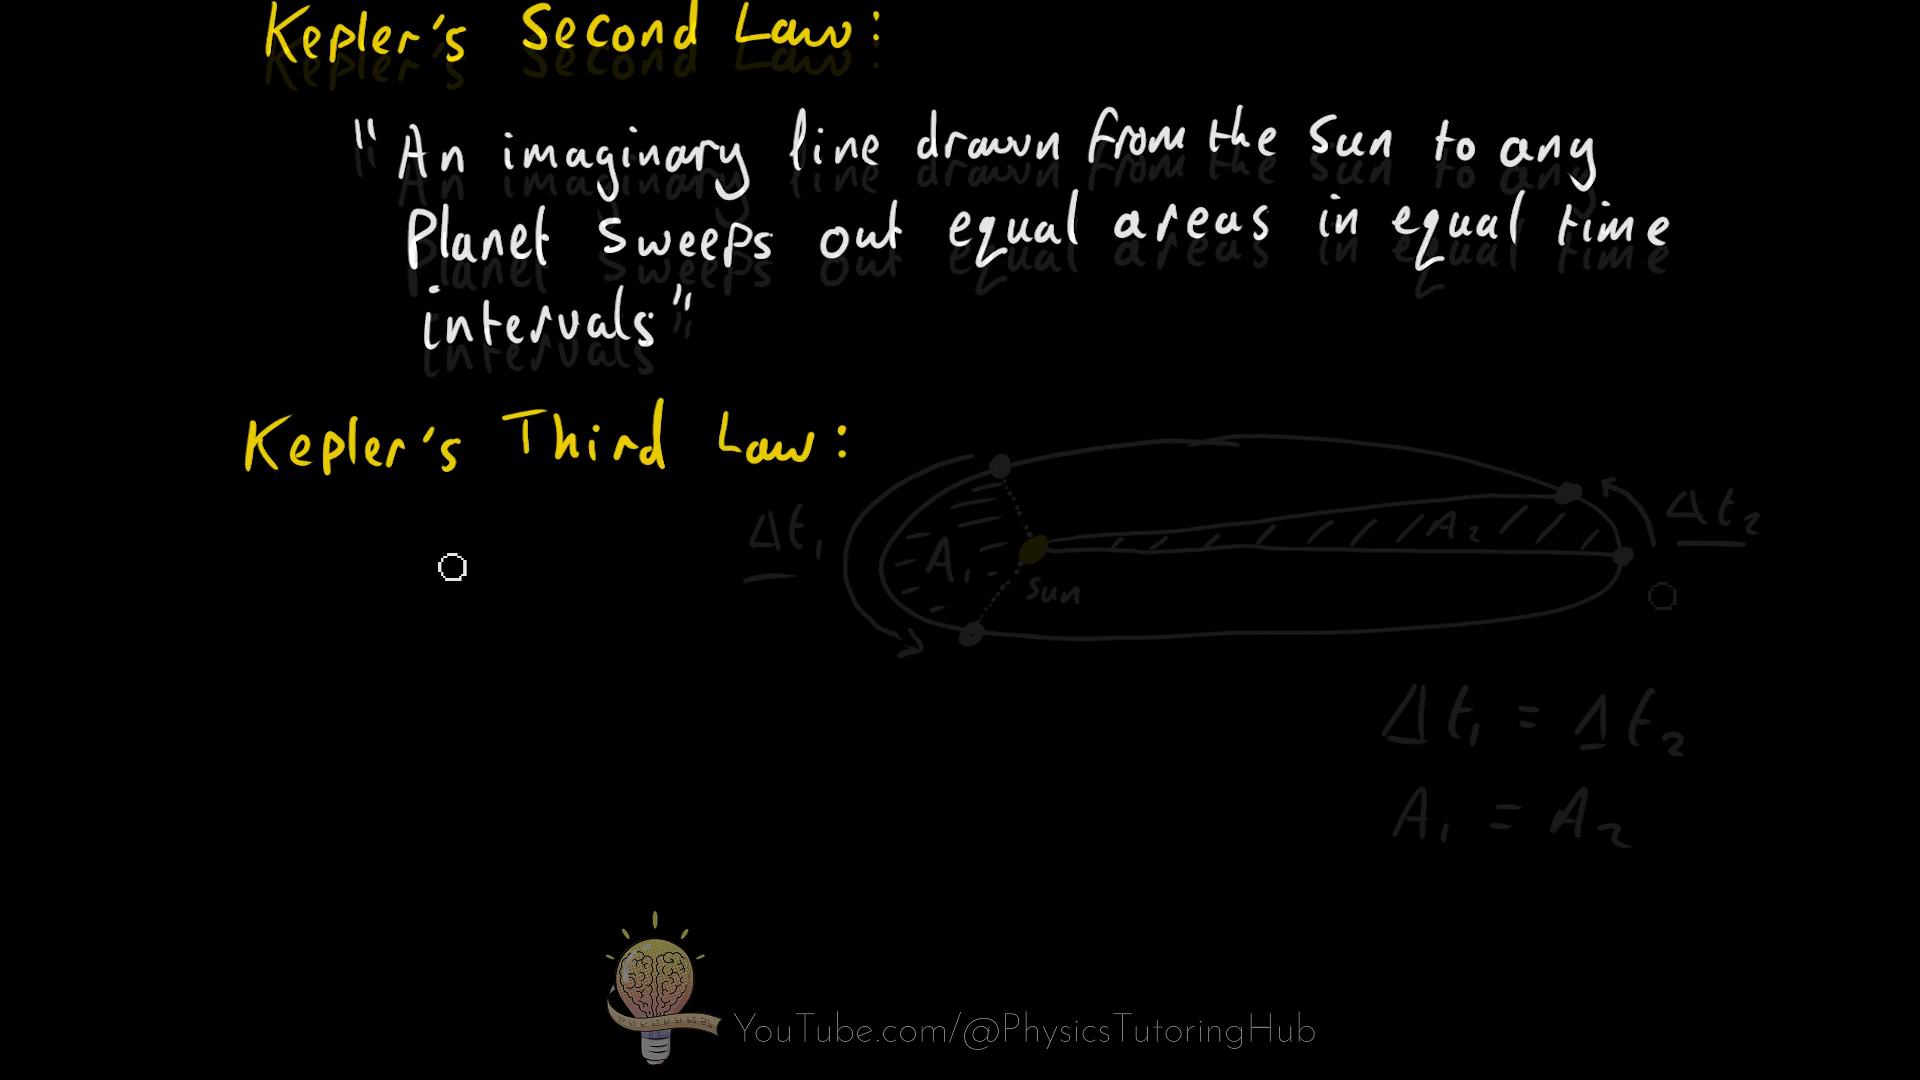 Kepler's Second Law:
"An imaginary line drawn from the Sun to any
Planet sweeps out equal areas in equal time
intervals"
Kepler's Third Law:
Δt₁
A₁
Sun
A₂
Δt₂
Δt₁ = Δt₂
A₁ = A₂
YouTube.com/@PhysicsTutoringHub